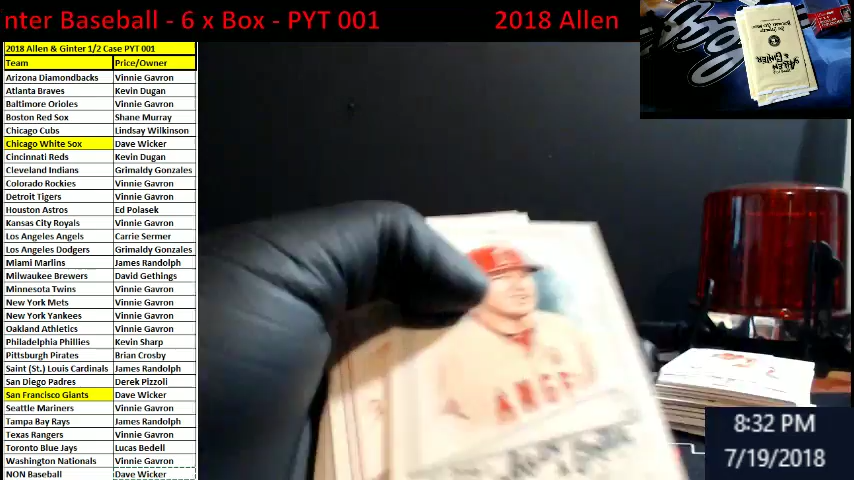 nter Baseball - 6 x Box - PYT 001 2018 Allen
2018 Allen & Ginter 1/2 Case PYT 001
Team Price/Owner
Arizona Diamondbacks Vinnie Gavron
Atlanta Braves Kevin Dugan
Baltimore Orioles Vinnie Gavron
Boston Red Sox Shane Murray
Chicago Cubs Lindsay Wilkinson
Chicago White Sox Dave Wicker
Cincinnati Reds Kevin Dugan
Cleveland Indians Grimaldy Gonzales
Colorado Rockies Vinnie Gavron
Detroit Tigers Vinnie Gavron
Houston Astros Ed Polasek
Kansas City Royals Vinnie Gavron
Los Angeles Angels Carrie Sermer
Los Angeles Dodgers Grimaldy Gonzales
Miami Marlins James Randolph
Milwaukee Brewers David Gethings
Minnesota Twins Vinnie Gavron
New York Mets Vinnie Gavron
New York Yankees Vinnie Gavron
Oakland Athletics Vinnie Gavron
Philadelphia Phillies Kevin Sharp
Pittsburgh Pirates Brian Crosby
Saint (St.) Louis Cardinals James Randolph
San Diego Padres Derek Pizzoli
San Francisco Giants Dave Wicker
Seattle Mariners Vinnie Gavron
Tampa Bay Rays James Randolph
Texas Rangers Vinnie Gavron
Toronto Blue Jays Lucas Bedell
Washington Nationals Vinnie Gavron
NON Baseball Dave Wicker
ALLEN & GINTER
ANGE
8:32 PM
7/19/2018